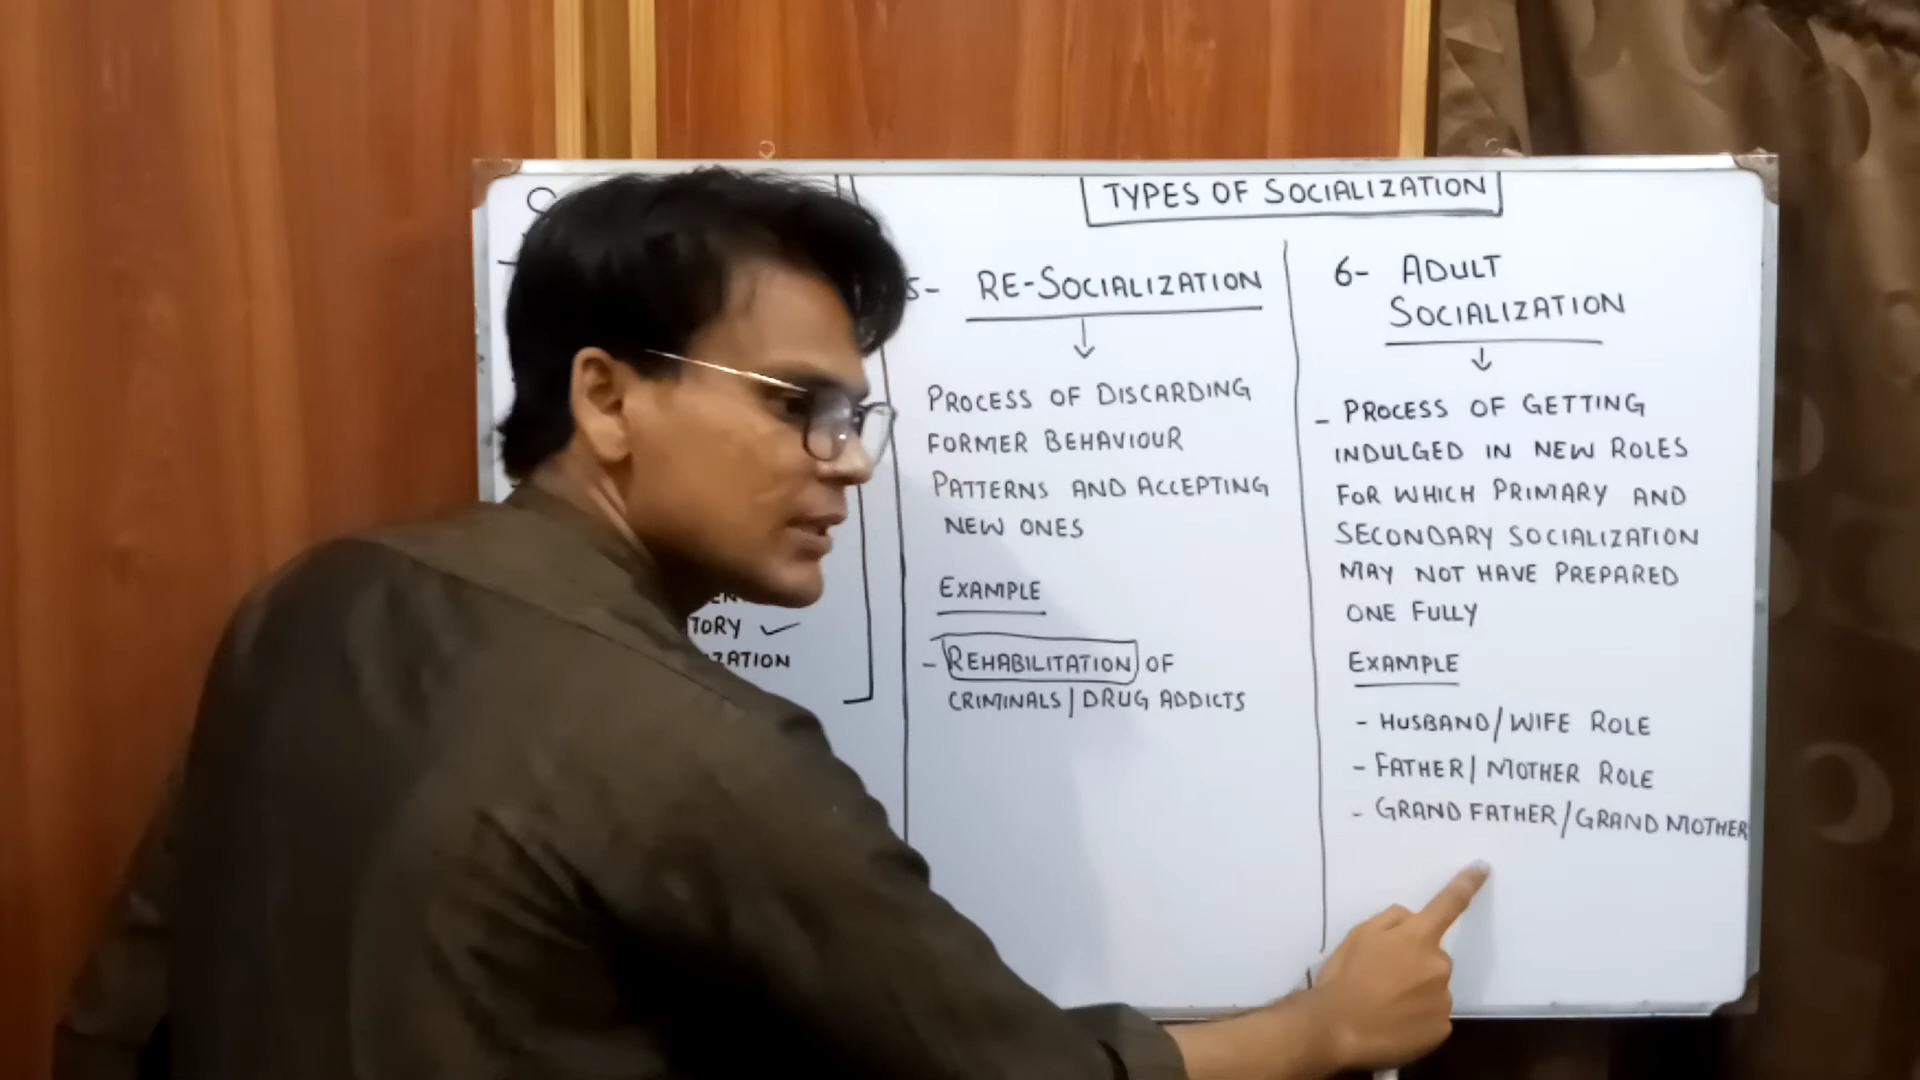 TYPES OF SOCIALIZATION
TORY ✓
ZATION
5- RE-SOCIALIZATION
PROCESS OF DISCARDING
FORMER BEHAVIOUR
PATTERNS AND ACCEPTING
NEW ONES
EXAMPLE
- REHABILITATION OF
CRIMINALS/DRUG ADDICTS
6- ADULT
SOCIALIZATION
- PROCESS OF GETTING
INDULGED IN NEW ROLES
FOR WHICH PRIMARY AND
SECONDARY SOCIALIZATION
MAY NOT HAVE PREPARED
ONE FULLY
EXAMPLE
- HUSBAND/WIFE ROLE
- FATHER/MOTHER ROLE
- GRAND FATHER/GRAND MOTHER